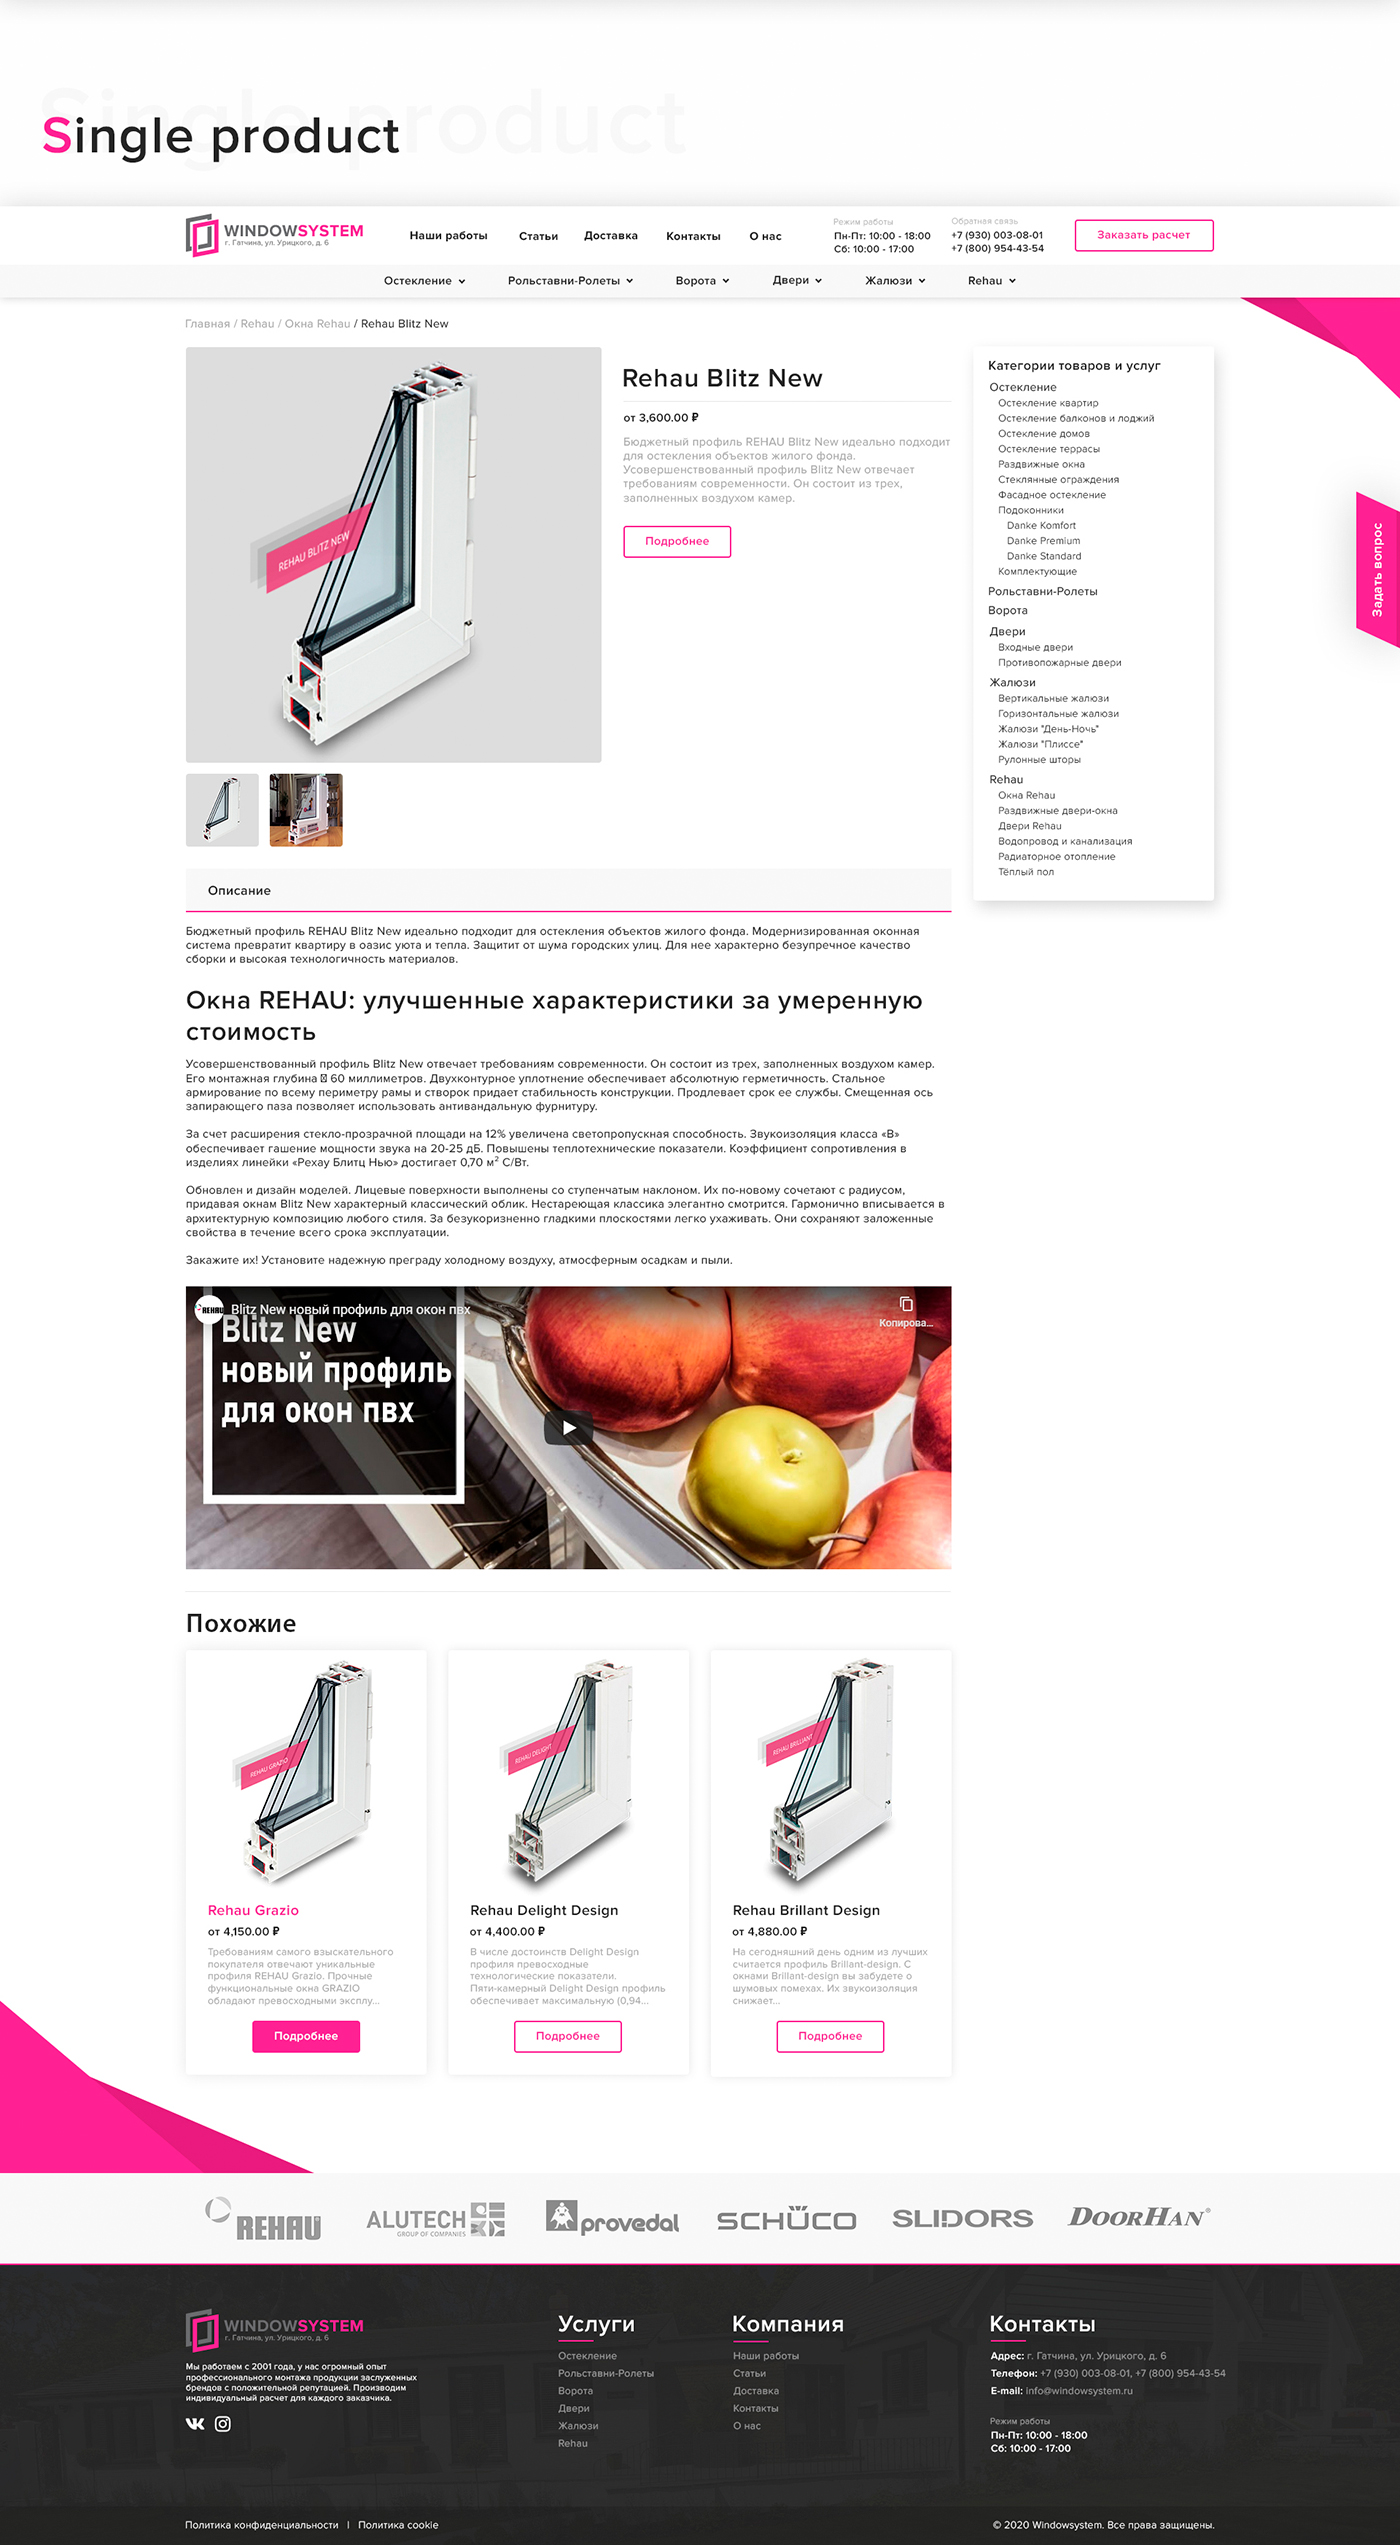 Single product
Single product
WINDOWSYSTEM
г. Гатчина, ул. Урицкого, д. 6
Наши работы
Статьи
Доставка
Контакты
О нас
Режим работы
Пн-Пт: 10:00 - 18:00
Сб: 10:00 - 17:00
Обратная связь
+7 (930) 003-08-01
+7 (800) 954-43-54
Заказать расчет
Остекление
Рольставни-Ролеты
Ворота
Двери
Жалюзи
Rehau
Главная / Rehau / Окна Rehau / Rehau Blitz New
REHAU BLITZ NEW
Rehau Blitz New
от 3,600.00 ₽
Бюджетный профиль REHAU Blitz New идеально подходит
для остекления объектов жилого фонда.
Усовершенствованный профиль Blitz New отвечает
требованиям современности. Он состоит из трех,
заполненных воздухом камер.
Подробнее
Категории товаров и услуг
Остекление
Остекление квартир
Остекление балконов и лоджий
Остекление домов
Остекление террасы
Раздвижные окна
Стеклянные ограждения
Фасадное остекление
Подоконники
Danke Komfort
Danke Premium
Danke Standard
Комплектующие
Рольставни-Ролеты
Ворота
Двери
Входные двери
Противопожарные двери
Жалюзи
Вертикальные жалюзи
Горизонтальные жалюзи
Жалюзи "День-Ночь"
Жалюзи "Плиссе"
Рулонные шторы
Rehau
Окна Rehau
Раздвижные двери-окна
Двери Rehau
Водопровод и канализация
Радиаторное отопление
Тёплый пол
Задать вопрос
Описание
Бюджетный профиль REHAU Blitz New идеально подходит для остекления объектов жилого фонда. Модернизированная оконная
система превратит квартиру в оазис уюта и тепла. Защитит от шума городских улиц. Для нее характерно безупречное качество
сборки и высокая технологичность материалов.
Окна REHAU: улучшенные характеристики за умеренную
стоимость
Усовершенствованный профиль Blitz New отвечает требованиям современности. Он состоит из трех, заполненных воздухом камер.
Его монтажная глубина 60 миллиметров. Двухконтурное уплотнение обеспечивает абсолютную герметичность. Стальное
армирование по всему периметру рамы и створок придает стабильность конструкции. Продлевает срок ее службы. Смещенная ось
запирающего паза позволяет использовать антивандальную фурнитуру.
За счет расширения стекло-прозрачной площади на 12% увеличена светопропускная способность. Звукоизоляция класса «В»
обеспечивает гашение мощности звука на 20-25 дБ. Повышены теплотехнические показатели. Коэффициент сопротивления в
изделиях линейки «Рехау Блитц Нью» достигает 0,70 м² С/Вт.
Обновлен и дизайн моделей. Лицевые поверхности выполнены со ступенчатым наклоном. Их по-новому сочетают с радиусом,
придавая окнам Blitz New характерный классический облик. Нестареющая классика элегантно смотрится. Гармонично вписывается в
архитектурную композицию любого стиля. За безукоризненно гладкими плоскостями легко ухаживать. Они сохраняют заложенные
свойства в течение всего срока эксплуатации.
Закажите их! Установите надежную преграду холодному воздуху, атмосферным осадкам и пыли.
REHAU
Blitz New новый профиль для окон пвх
Копирова...
Blitz New
новый профиль
для окон пвх
Похожие
REHAU GRAZIO
REHAU DELIGHT
REHAU BRILLIANT
Rehau Grazio
от 4,150.00 ₽
Требованиям самого взыскательного
покупателя отвечают уникальные
профиля REHAU Grazio. Прочные
функциональные окна GRAZIO
обладают превосходными эксплу...
Подробнее
Rehau Delight Design
от 4,400.00 ₽
В числе достоинств Delight Design
профиля превосходные
технологические показатели.
Пяти-камерный Delight Design профиль
обеспечивает максимальную (0,94...
Подробнее
Rehau Brillant Design
от 4,880.00 ₽
На сегодняшний день одним из лучших
считается профиль Brillant-design. С
окнами Brillant-design вы забудете о
шумовых помехах. Их звукоизоляция
снижает...
Подробнее
REHAU
ALUTECH
GROUP OF COMPANIES
provedal
SCHÜCO
SLIDORS
DOORHAN®
WINDOWSYSTEM
г. Гатчина, ул. Урицкого, д. 6
Мы работаем с 2001 года, у нас огромный опыт
профессионального монтажа продукции заслуженных
брендов с положительной репутацией. Производим
индивидуальный расчет для каждого заказчика.
Услуги
Остекление
Рольставни-Ролеты
Ворота
Двери
Жалюзи
Rehau
Компания
Наши работы
Статьи
Доставка
Контакты
О нас
Контакты
Адрес: г. Гатчина, ул. Урицкого, д. 6
Телефон: +7 (930) 003-08-01, +7 (800) 954-43-54
E-mail: info@windowsystem.ru
Режим работы
Пн-Пт: 10:00 - 18:00
Сб: 10:00 - 17:00
Политика конфиденциальности | Политика cookie
© 2020 Windowsystem. Все права защищены.